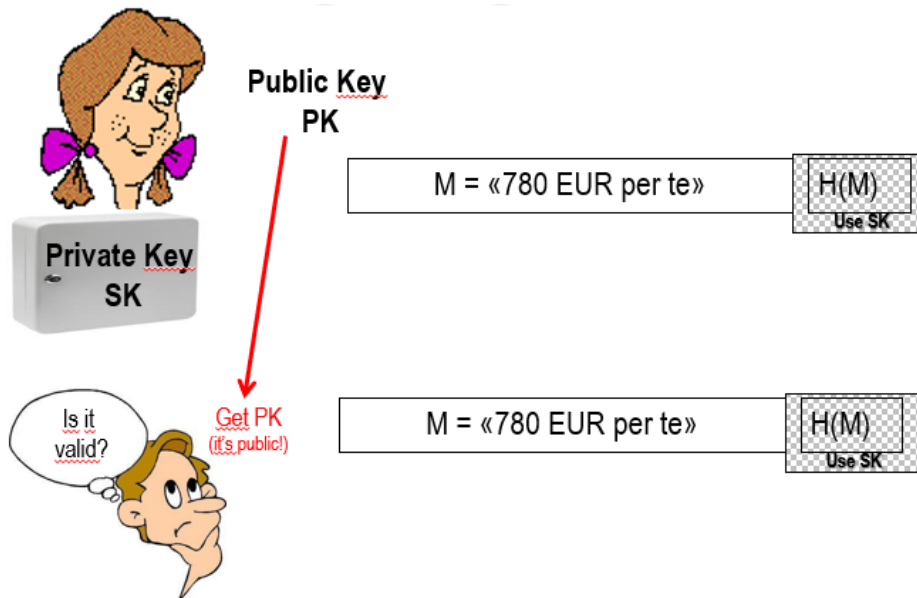 Public Key
PK
M = «780 EUR per te»
H(M)
Use SK
Private Key
SK
Is it
valid?
Get PK
(it's public!)
M = «780 EUR per te»
H(M)
Use SK